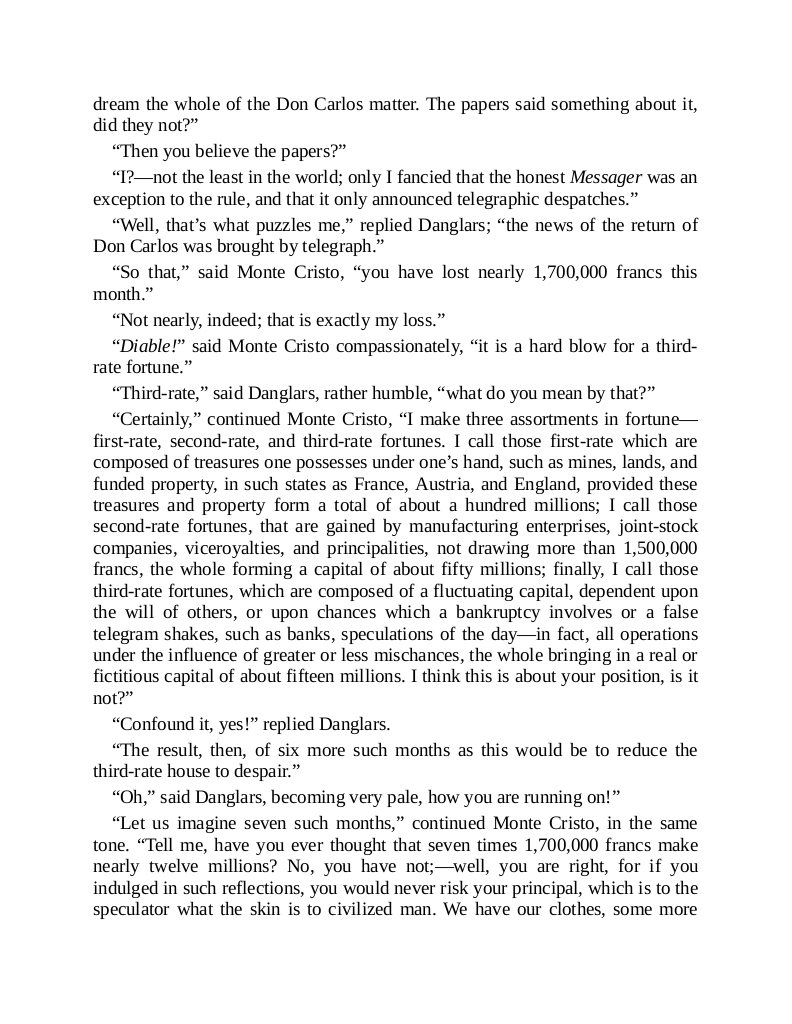 dream the whole of the Don Carlos matter. The papers said something about it,
did they not?”
“Then you believe the papers?”
“I?—not the least in the world; only I fancied that the honest Messager was an
exception to the rule, and that it only announced telegraphic despatches.”
“Well, that’s what puzzles me,” replied Danglars; “the news of the return of
Don Carlos was brought by telegraph.”
“So that,” said Monte Cristo, “you have lost nearly 1,700,000 francs this
month.”
“Not nearly, indeed; that is exactly my loss.”
“Diable!” said Monte Cristo compassionately, “it is a hard blow for a third-
rate fortune.”
“Third-rate,” said Danglars, rather humble, “what do you mean by that?”
“Certainly,” continued Monte Cristo, “I make three assortments in fortune—
first-rate, second-rate, and third-rate fortunes. I call those first-rate which are
composed of treasures one possesses under one’s hand, such as mines, lands, and
funded property, in such states as France, Austria, and England, provided these
treasures and property form a total of about a hundred millions; I call those
second-rate fortunes, that are gained by manufacturing enterprises, joint-stock
companies, viceroyalties, and principalities, not drawing more than 1,500,000
francs, the whole forming a capital of about fifty millions; finally, I call those
third-rate fortunes, which are composed of a fluctuating capital, dependent upon
the will of others, or upon chances which a bankruptcy involves or a false
telegram shakes, such as banks, speculations of the day—in fact, all operations
under the influence of greater or less mischances, the whole bringing in a real or
fictitious capital of about fifteen millions. I think this is about your position, is it
not?”
“Confound it, yes!” replied Danglars.
“The result, then, of six more such months as this would be to reduce the
third-rate house to despair.”
“Oh,” said Danglars, becoming very pale, how you are running on!”
“Let us imagine seven such months,” continued Monte Cristo, in the same
tone. “Tell me, have you ever thought that seven times 1,700,000 francs make
nearly twelve millions? No, you have not;—well, you are right, for if you
indulged in such reflections, you would never risk your principal, which is to the
speculator what the skin is to civilized man. We have our clothes, some more